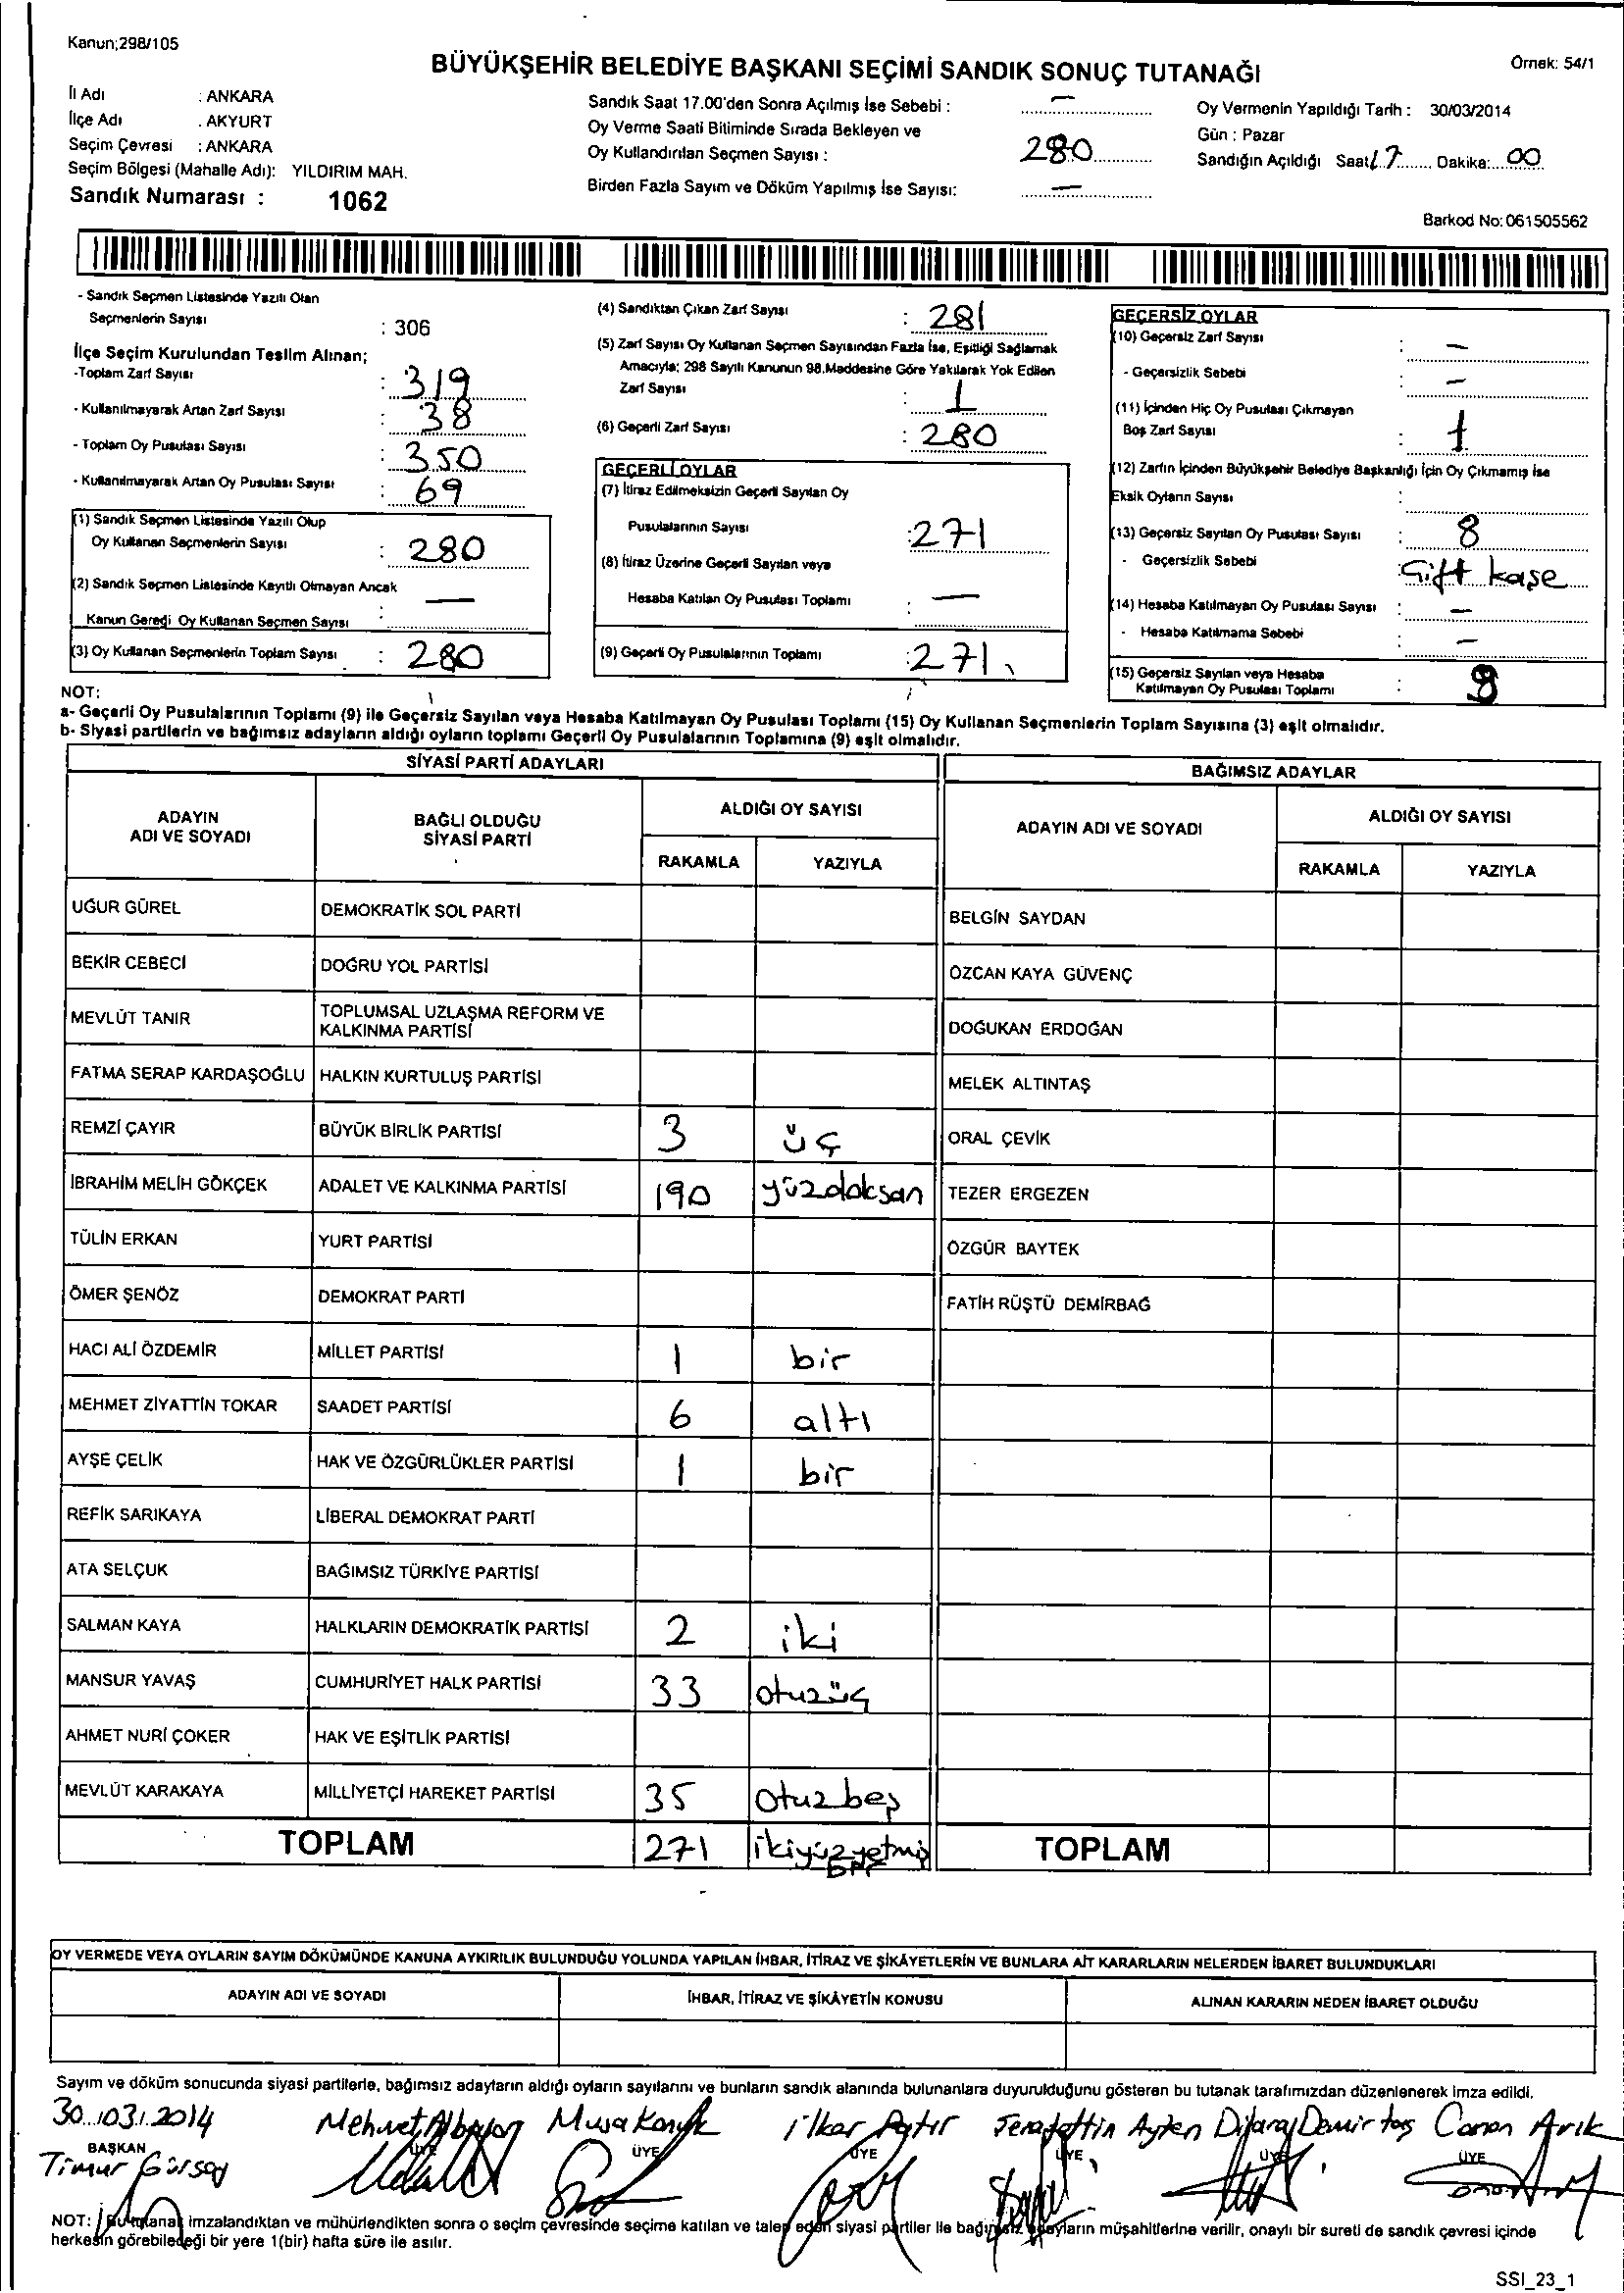 Kanun;298/105
BÜYÜKŞEHİR BELEDİYE BAŞKANI SEÇİMİ SANDIK SONUÇ TUTANAĞI
Örnek: 54/1
İl Adı : ANKARA
İlçe Adı : AKYURT
Seçim Çevresi : ANKARA
Seçim Bölgesi (Mahalle Adı): YILDIRIM MAH.
Sandık Numarası : 1062
Sandık Saat 17.00'den Sonra Açılmış İse Sebebi : —
Oy Verme Saati Bitiminde Sırada Bekleyen ve
Oy Kullandırılan Seçmen Sayısı : 280
Birden Fazla Sayım ve Döküm Yapılmış İse Sayısı: —
Oy Vermenin Yapıldığı Tarih : 30/03/2014
Gün : Pazar
Sandığın Açıldığı Saat 17 Dakika: 00
Barkod No: 061505562
- Sandık Seçmen Listesinde Yazılı Olan
Seçmenlerin Sayısı : 306
İlçe Seçim Kurulundan Teslim Alınan;
-Toplam Zarf Sayısı : 319
- Kullanılmayarak Artan Zarf Sayısı : 38
- Toplam Oy Pusulası Sayısı : 350
- Kullanılmayarak Artan Oy Pusulası Sayısı : 69
(1) Sandık Seçmen Listesinde Yazılı Olup
Oy Kullanan Seçmenlerin Sayısı : 280
(2) Sandık Seçmen Listesinde Kayıtlı Olmayan Ancak
Kanun Gereği Oy Kullanan Seçmen Sayısı : —
(3) Oy Kullanan Seçmenlerin Toplam Sayısı : 280
(4) Sandıktan Çıkan Zarf Sayısı : 281
(5) Zarf Sayısı Oy Kullanan Seçmen Sayısından Fazla İse, Eşitliği Sağlamak
Amacıyla; 298 Sayılı Kanunun 98.Maddesine Göre Yakılarak Yok Edilen
Zarf Sayısı : 1
(6) Geçerli Zarf Sayısı : 280
GEÇERLİ OYLAR
(7) İtiraz Edilmeksizin Geçerli Sayılan Oy
Pusulalarının Sayısı : 271
(8) İtiraz Üzerine Geçerli Sayılan veya
Hesaba Katılan Oy Pusulası Toplamı : —
(9) Geçerli Oy Pusulalarının Toplamı : 271
GEÇERSİZ OYLAR
(10) Geçersiz Zarf Sayısı : —
- Geçersizlik Sebebi : —
(11) İçinden Hiç Oy Pusulası Çıkmayan
Boş Zarf Sayısı : 1
(12) Zarfın İçinden Büyükşehir Belediye Başkanlığı İçin Oy Çıkmamış ise
Eksik Oyların Sayısı :
(13) Geçersiz Sayılan Oy Pusulası Sayısı : 8
- Geçersizlik Sebebi : Çift kaşe
(14) Hesaba Katılmayan Oy Pusulası Sayısı : —
- Hesaba Katılmama Sebebi : —
(15) Geçersiz Sayılan veya Hesaba
Katılmayan Oy Pusulası Toplamı : 8
NOT:
a- Geçerli Oy Pusulalarının Toplamı (9) ile Geçersiz Sayılan veya Hesaba Katılmayan Oy Pusulası Toplamı (15) Oy Kullanan Seçmenlerin Toplam Sayısına (3) eşit olmalıdır.
b- Siyasi partilerin ve bağımsız adayların aldığı oyların toplamı Geçerli Oy Pusulalarının Toplamına (9) eşit olmalıdır.
SİYASİ PARTİ ADAYLARI BAĞIMSIZ ADAYLAR
ADAYIN ADI VE SOYADI BAĞLI OLDUĞU SİYASİ PARTİ ALDIĞI OY SAYISI ADAYIN ADI VE SOYADI ALDIĞI OY SAYISI
RAKAMLA YAZIYLA RAKAMLA YAZIYLA
UĞUR GÜREL DEMOKRATİK SOL PARTİ BELGİN SAYDAN
BEKİR CEBECİ DOĞRU YOL PARTİSİ ÖZCAN KAYA GÜVENÇ
MEVLÜT TANIR TOPLUMSAL UZLAŞMA REFORM VE KALKINMA PARTİSİ DOĞUKAN ERDOĞAN
FATMA SERAP KARDAŞOĞLU HALKIN KURTULUŞ PARTİSİ MELEK ALTINTAŞ
REMZİ ÇAYIR BÜYÜK BİRLİK PARTİSİ 3 üç ORAL ÇEVİK
İBRAHİM MELİH GÖKÇEK ADALET VE KALKINMA PARTİSİ 190 yüzdoksan TEZER ERGEZEN
TÜLİN ERKAN YURT PARTİSİ ÖZGÜR BAYTEK
ÖMER ŞENÖZ DEMOKRAT PARTİ FATİH RÜŞTÜ DEMİRBAĞ
HACI ALİ ÖZDEMİR MİLLET PARTİSİ 1 bir
MEHMET ZİYATTİN TOKAR SAADET PARTİSİ 6 altı
AYŞE ÇELİK HAK VE ÖZGÜRLÜKLER PARTİSİ 1 bir
REFİK SARIKAYA LİBERAL DEMOKRAT PARTİ
ATA SELÇUK BAĞIMSIZ TÜRKİYE PARTİSİ
SALMAN KAYA HALKLARIN DEMOKRATİK PARTİSİ 2 iki
MANSUR YAVAŞ CUMHURİYET HALK PARTİSİ 33 otuzüç
AHMET NURİ ÇOKER HAK VE EŞİTLİK PARTİSİ
MEVLÜT KARAKAYA MİLLİYETÇİ HAREKET PARTİSİ 35 otuzbeş
TOPLAM 271 ikiyüzyetmiş bir TOPLAM
OY VERMEDE VEYA OYLARIN SAYIM DÖKÜMÜNDE KANUNA AYKIRILIK BULUNDUĞU YOLUNDA YAPILAN İHBAR, İTİRAZ VE ŞİKÂYETLERİN VE BUNLARA AİT KARARLARIN NELERDEN İBARET BULUNDUKLARI
ADAYIN ADI VE SOYADI İHBAR, İTİRAZ VE ŞİKÂYETİN KONUSU ALINAN KARARIN NEDEN İBARET OLDUĞU
Sayım ve döküm sonucunda siyasi partilerle, bağımsız adayların aldığı oyların sayılarını ve bunların sandık alanında bulunanlara duyurulduğunu gösteren bu tutanak tarafımızdan düzenlenerek imza edildi.
30/03/2014 Mehmet Musa ilker Ayten Demirtaş Canan Arık
BAŞKAN ÜYE ÜYE ÜYE ÜYE ÜYE ÜYE
Timur Gürsoy
NOT: Bu tutanak imzalandıktan ve mühürlendikten sonra o seçim çevresinde seçime katılan ve talep eden siyasi partiler ile bağımsız adayların müşahitlerine verilir, onaylı bir sureti de sandık çevresi içinde
herkesin görebileceği bir yere 1(bir) hafta süre ile asılır.
SSI_23_1